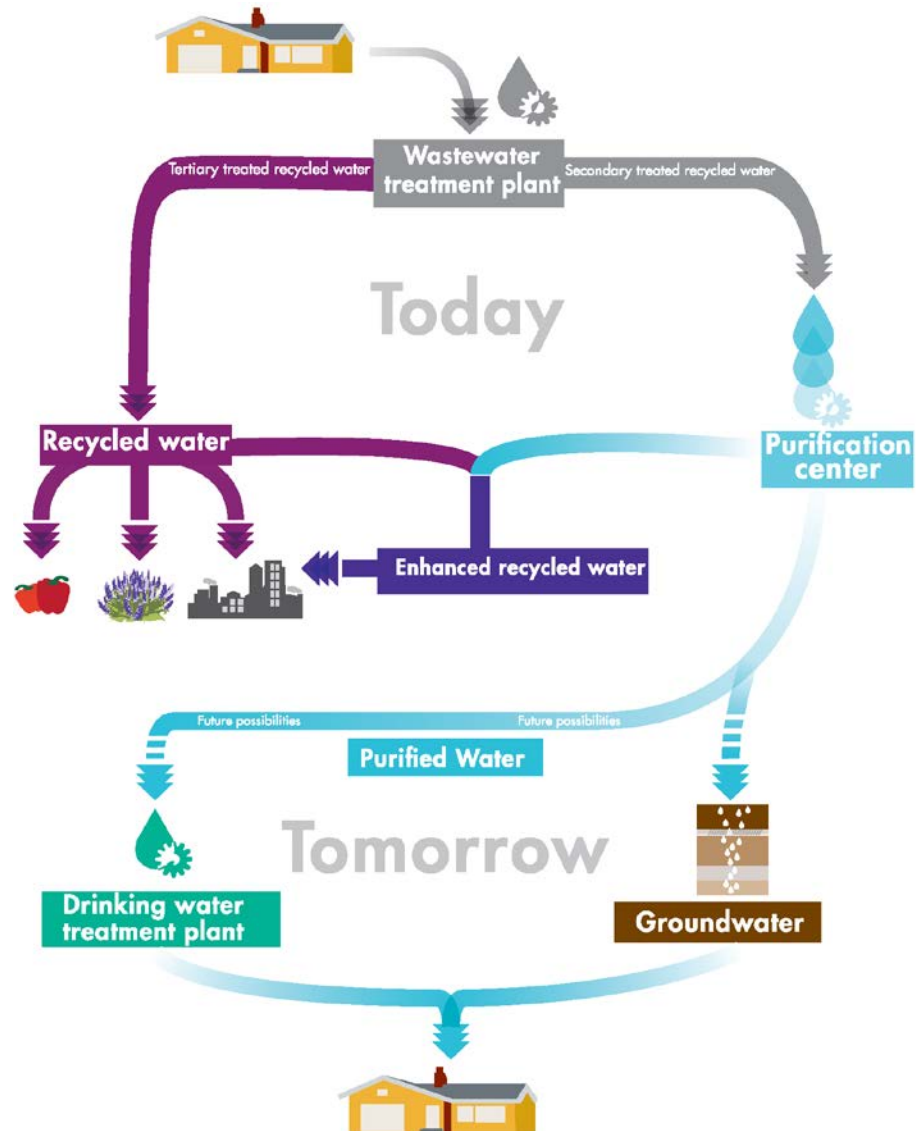 Wastewater
treatment plant
Tertiary treated recycled water
Secondary treated recycled water
Today
Recycled water
Purification
center
Enhanced recycled water
Future possibilities
Future possibilities
Purified Water
Tomorrow
Drinking water
treatment plant
Groundwater